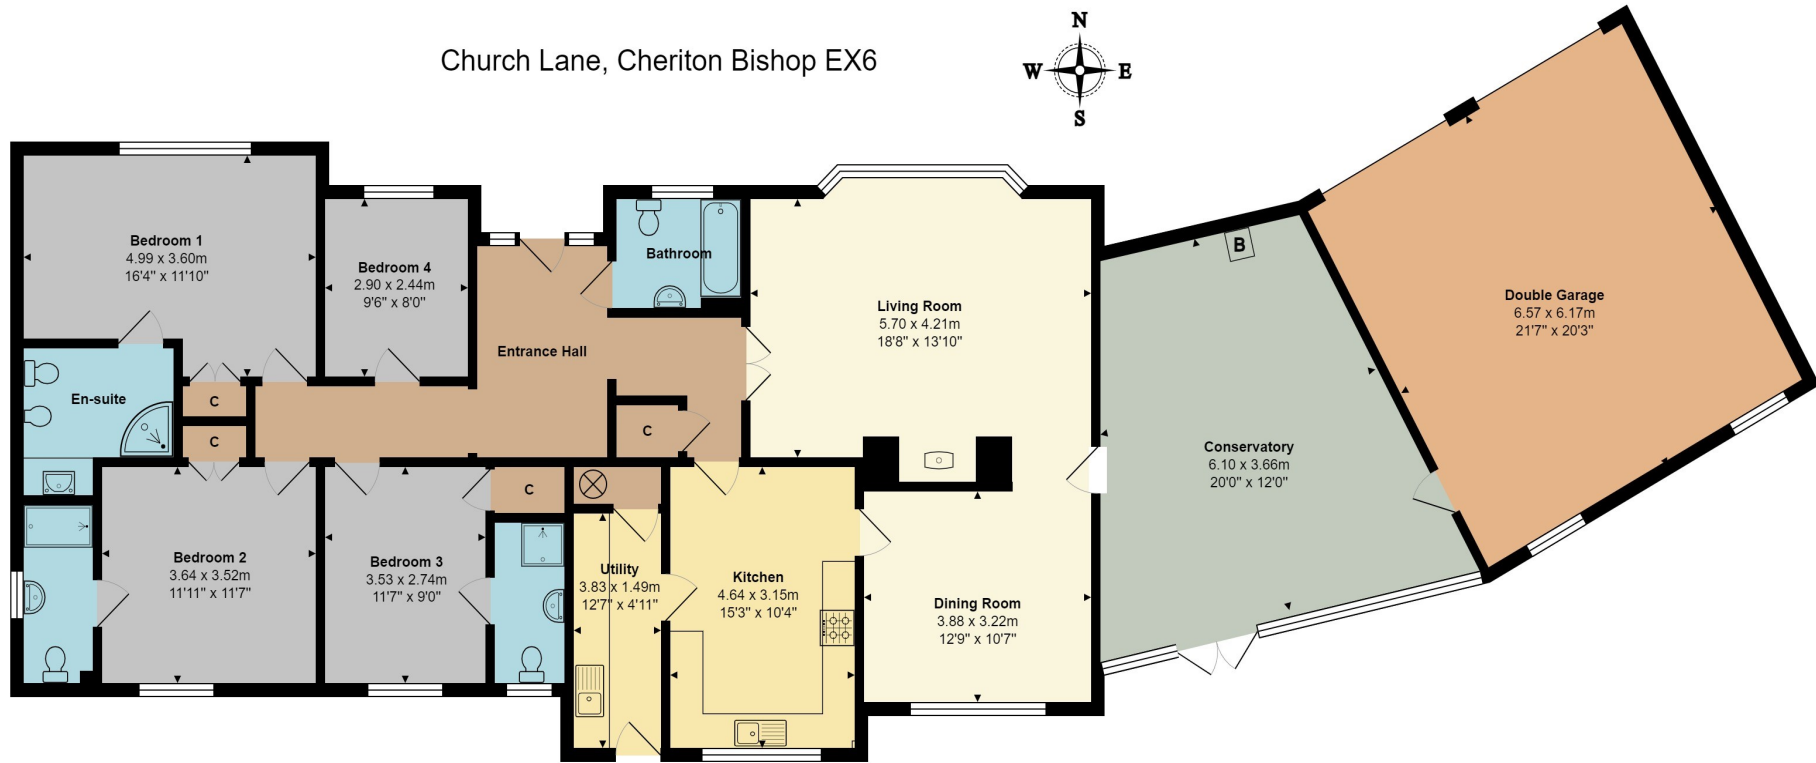 Church Lane, Cheriton Bishop EX6
N
W
E
S
Bedroom 1
4.99 x 3.60m
16'4" x 11'10"
Bedroom 4
2.90 x 2.44m
9'6" x 8'0"
Bathroom
Entrance Hall
Living Room
5.70 x 4.21m
18'8" x 13'10"
B
Double Garage
6.57 x 6.17m
21'7" x 20'3"
En-suite
C
C
C
C
Conservatory
6.10 x 3.66m
20'0" x 12'0"
Bedroom 2
3.64 x 3.52m
11'11" x 11'7"
Bedroom 3
3.53 x 2.74m
11'7" x 9'0"
Utility
3.83 x 1.49m
12'7" x 4'11"
Kitchen
4.64 x 3.15m
15'3" x 10'4"
Dining Room
3.88 x 3.22m
12'9" x 10'7"